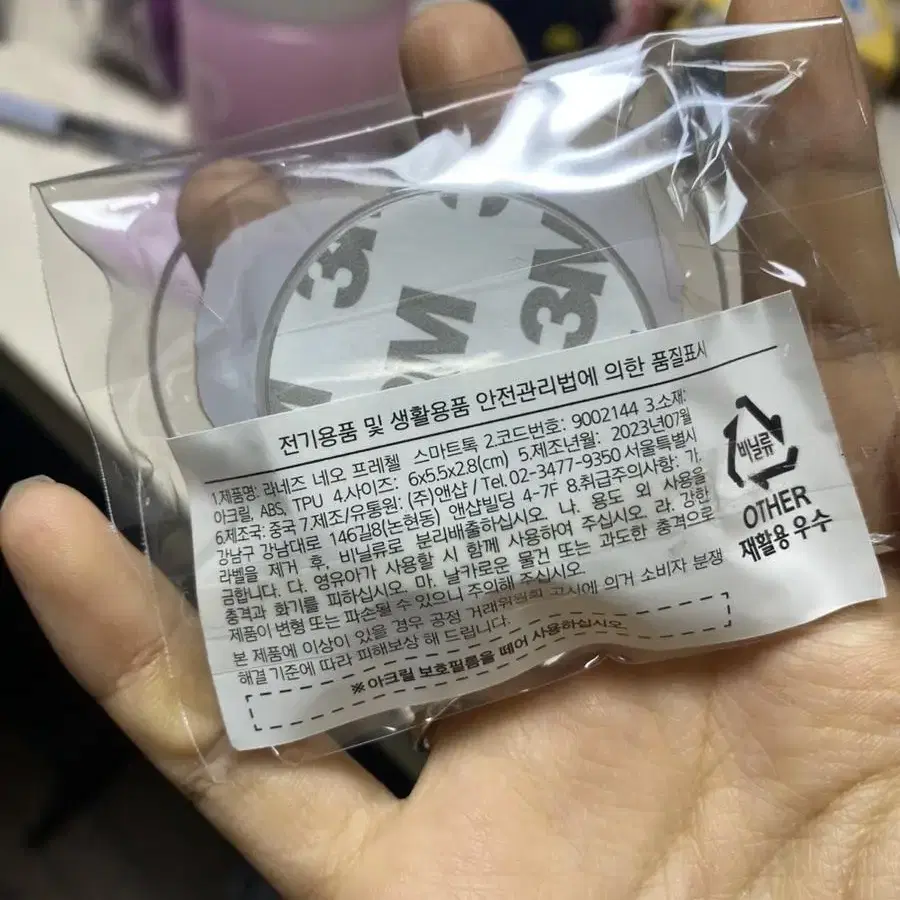 3M
3M
3M
전기용품 및 생활용품 안전관리법에 의한 품질표시
1.제품명: 라네즈 네오 프레첼 스마트톡 2.코드번호: 9002144 3.소재:
아크릴, ABS, TPU 4.사이즈: 6x5.5x2.8(cm) 5.제조년월: 2023년07월
6.제조국: 중국 7.제조/유통원: (주)앤샵 / Tel. 02-3477-9350 서울특별시
강남구 강남대로 146길8(논현동) 앤샵빌딩 4-7F 8.취급주의사항: 가.
라벨을 제거 후, 비닐류로 분리배출하십시오. 나. 용도 외 사용을
금합니다. 다. 영유아가 사용할 시 함께 사용하여 주십시오. 라. 강한
충격과 화기를 피하십시오. 마. 날카로운 물건 또는 과도한 충격으로
제품이 변형 또는 파손될 수 있으니 주의해 주십시오.
본 제품에 이상이 있을 경우 공정 거래위원회 고시에 의거 소비자 분쟁
해결 기준에 따라 피해보상 해 드립니다.
※ 아크릴 보호필름을 떼어 사용하십시오.
비닐류
OTHER
재활용 우수